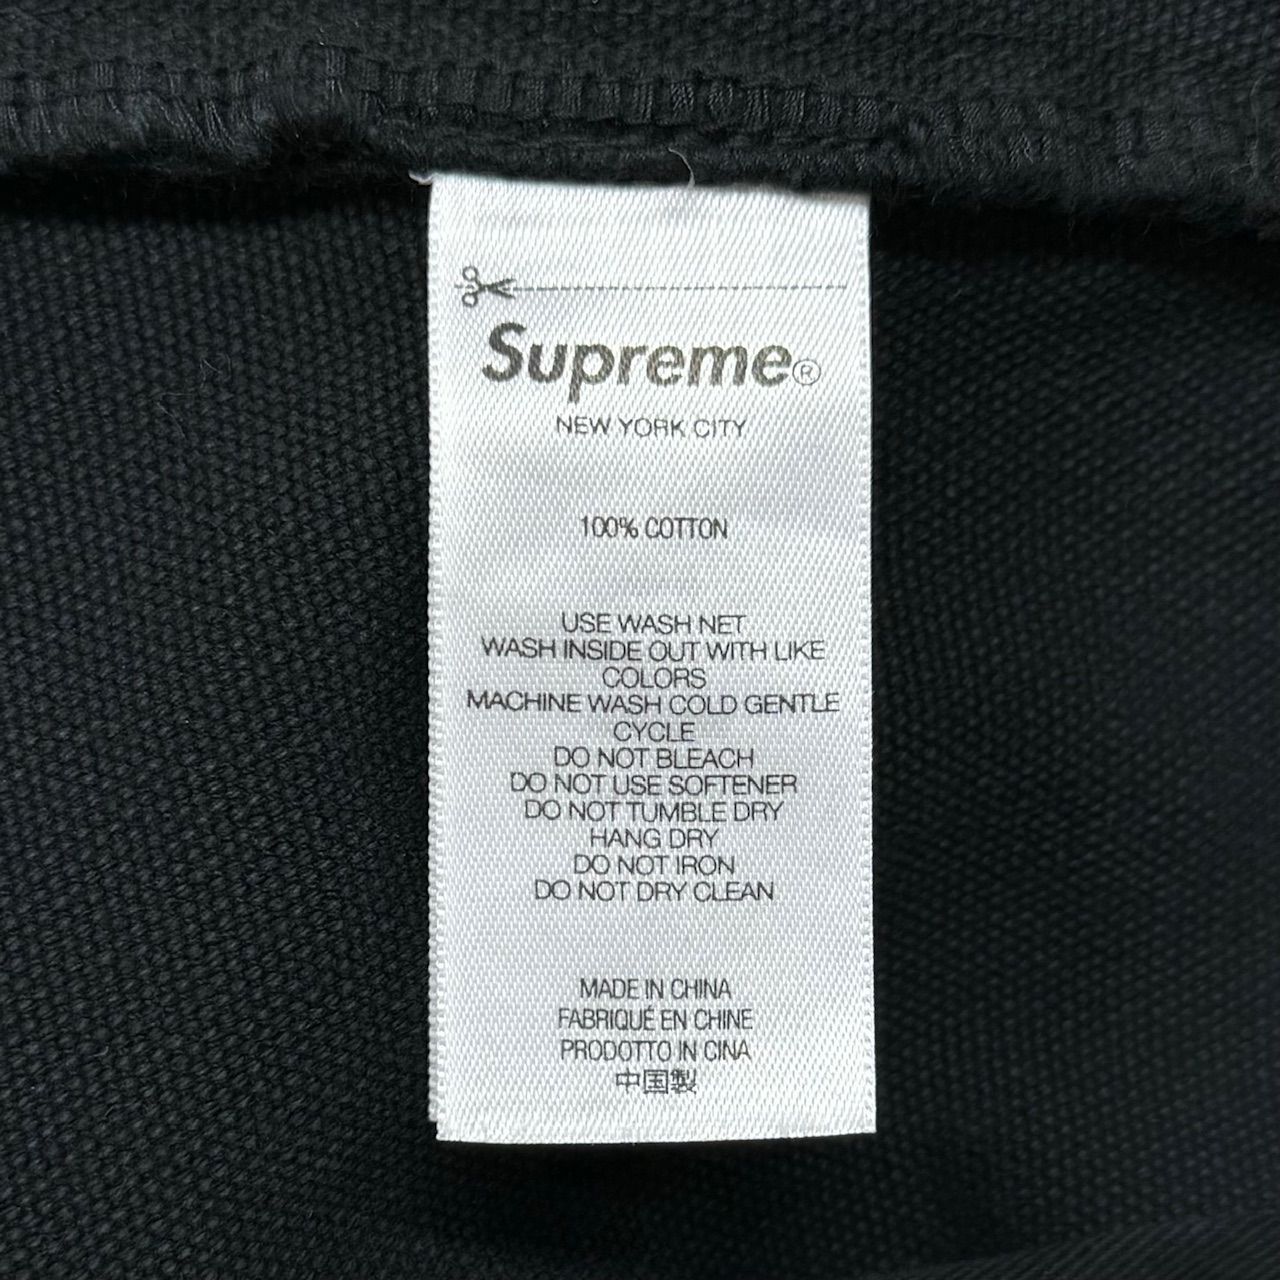 Supreme®
NEW YORK CITY
100% COTTON
USE WASH NET
WASH INSIDE OUT WITH LIKE
COLORS
MACHINE WASH COLD GENTLE
CYCLE
DO NOT BLEACH
DO NOT USE SOFTENER
DO NOT TUMBLE DRY
HANG DRY
DO NOT IRON
DO NOT DRY CLEAN
MADE IN CHINA
FABRIQUÉ EN CHINE
PRODOTTO IN CINA
中国製